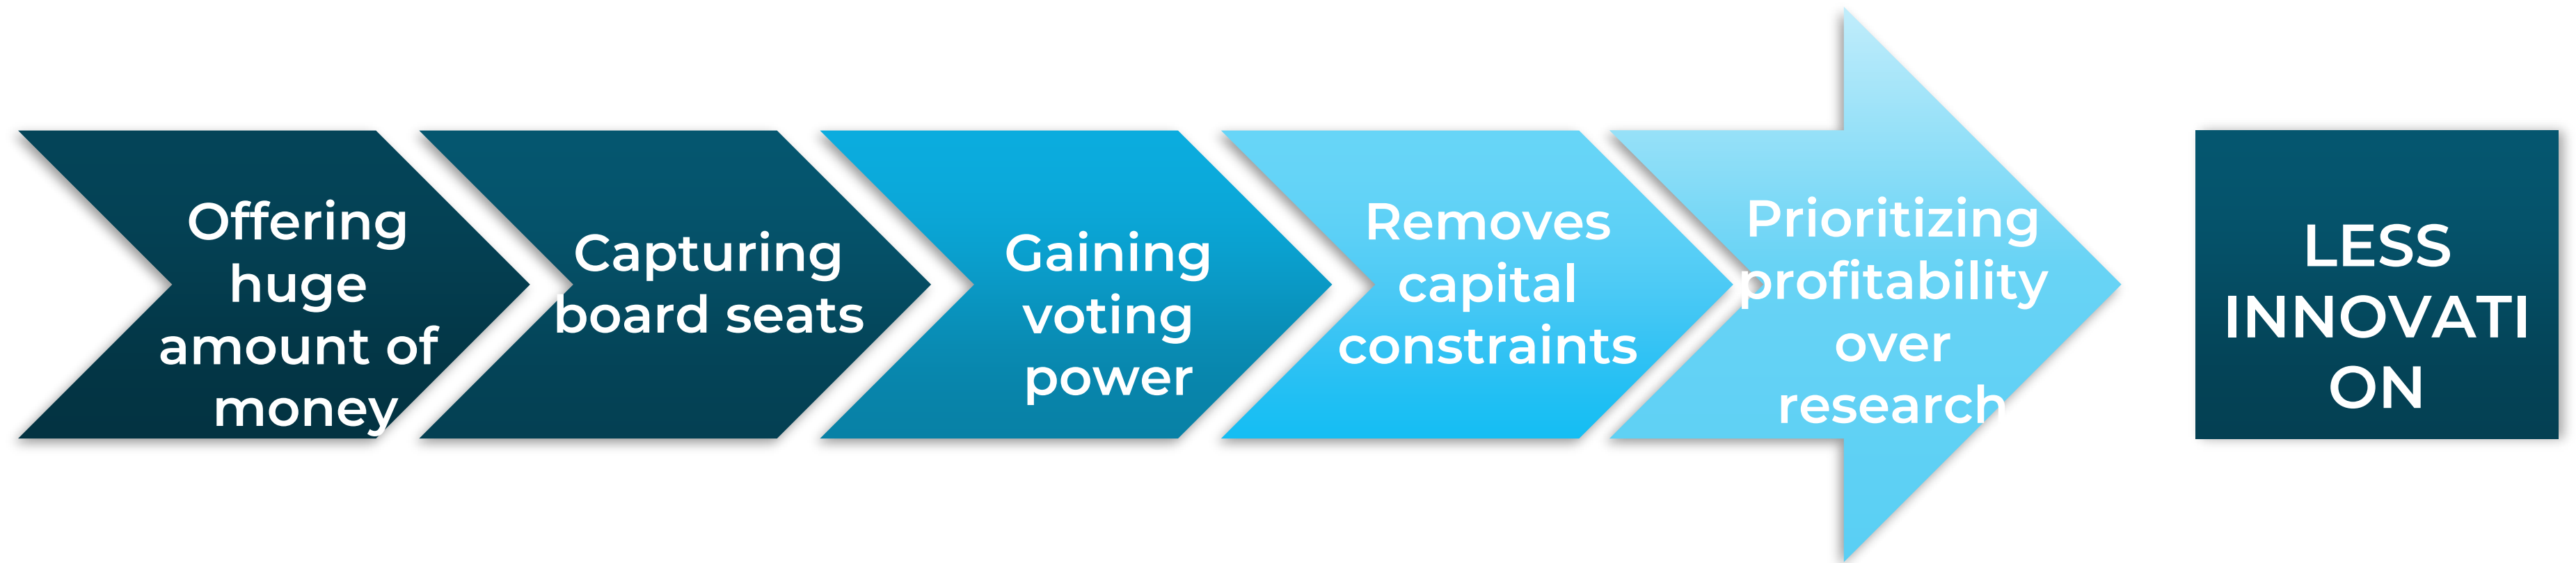 Offering
huge
amount of
money
Capturing
board seats
Gaining
voting
power
Removes
capital
constraints
Prioritizing
profitability
over
research
LESS
INNOVATI
ON